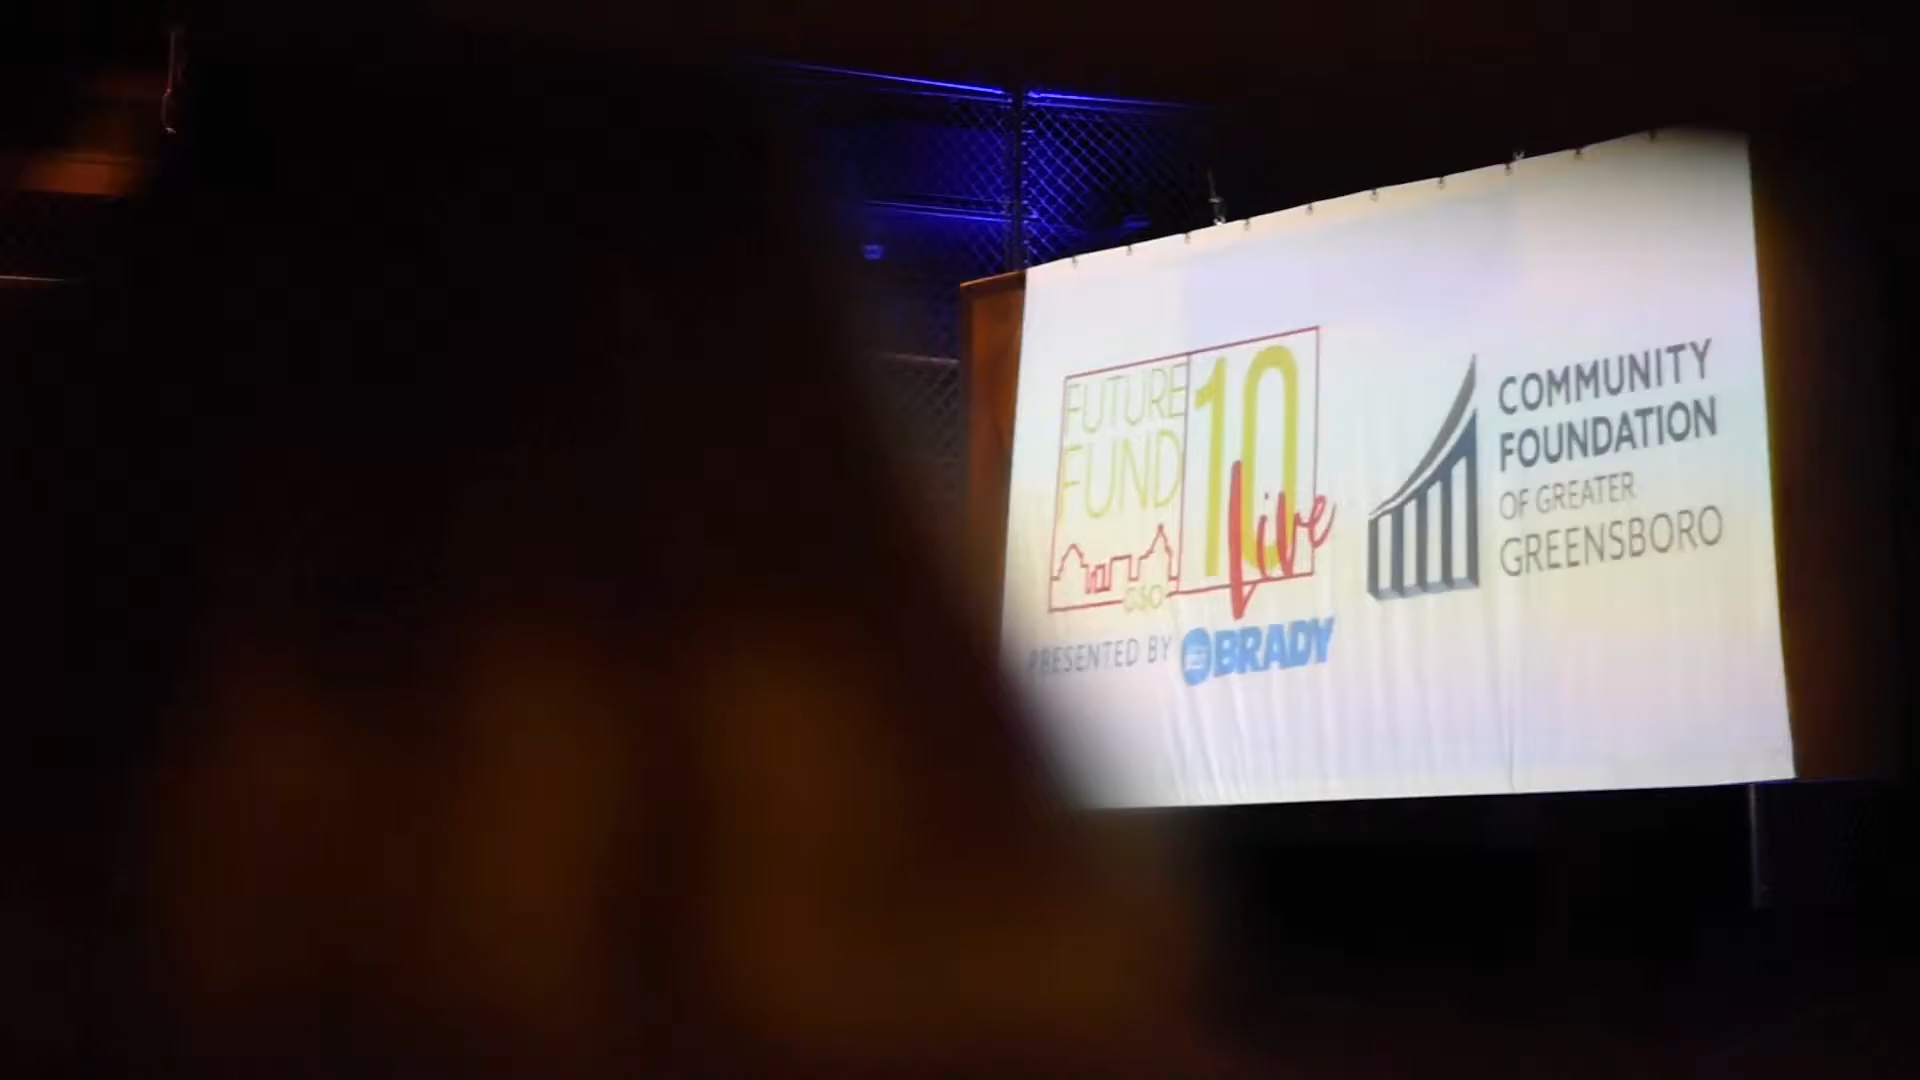 FUTURE
FUND
10
Live
GSO
PRESENTED BY BRADY
COMMUNITY
FOUNDATION
OF GREATER
GREENSBORO